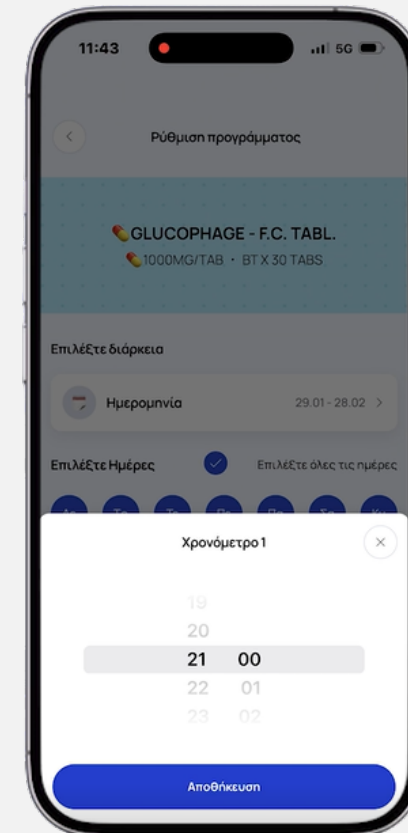 11:43
5G
Ρύθμιση προγράμματος
💊GLUCOPHAGE - F.C. TABL.
💊1000MG/TAB • BT X 30 TABS
Επιλέξτε διάρκεια
Ημερομηνία 29.01 - 28.02
Επιλέξτε Ημέρες Επιλέξτε όλες τις ημέρες
Χρονόμετρο 1
19
20
21 00
22 01
23 02
Αποθήκευση